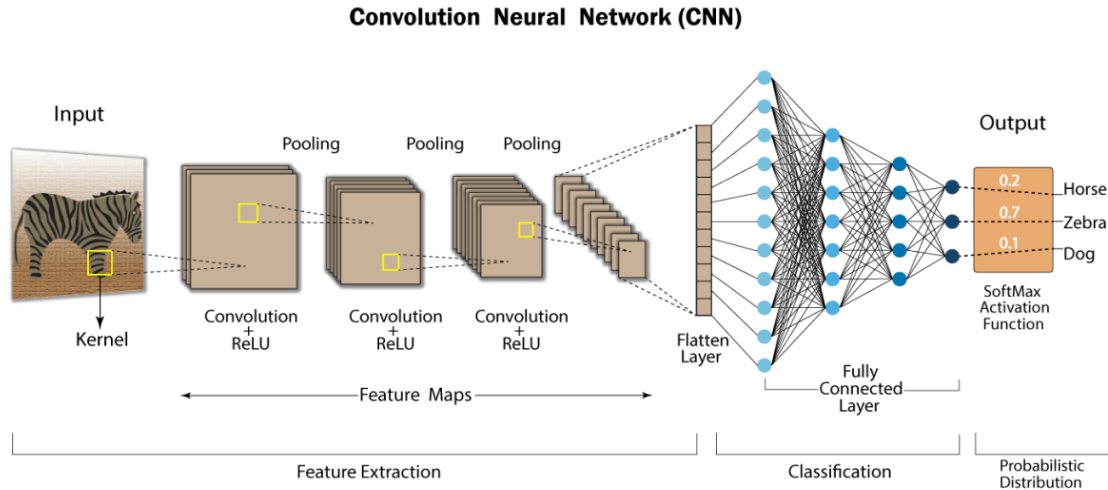 Convolution Neural Network (CNN)
Input
Pooling
Pooling
Pooling
Output
0.2
Horse
0.7
Zebra
0.1
Dog
SoftMax
Activation
Function
Kernel
Convolution
+
ReLU
Convolution
+
ReLU
Convolution
+
ReLU
Flatten
Layer
Feature Maps
Fully
Connected
Layer
Feature Extraction
Classification
Probabilistic
Distribution